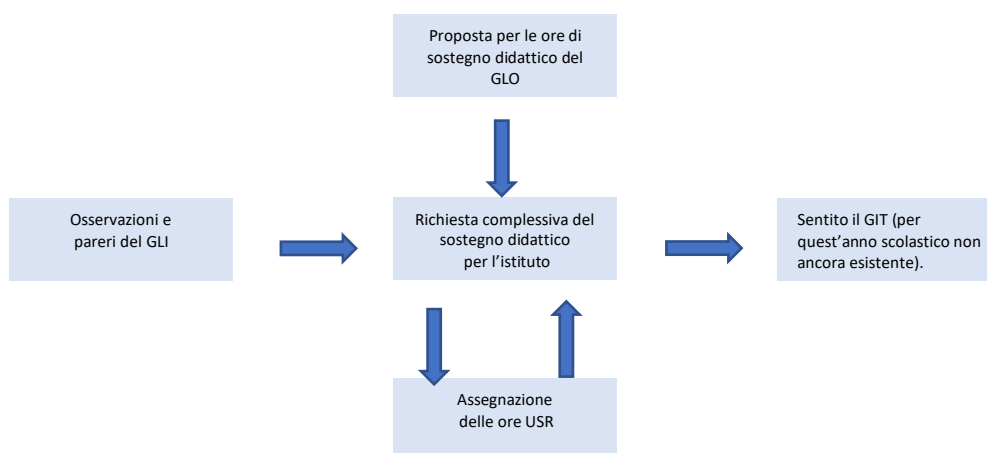 Proposta per le ore di
sostegno didattico del
GLO
Osservazioni e
pareri del GLI
Richiesta complessiva del
sostegno didattico
per l’istituto
Sentito il GIT (per
quest’anno scolastico non
ancora esistente).
Assegnazione
delle ore USR